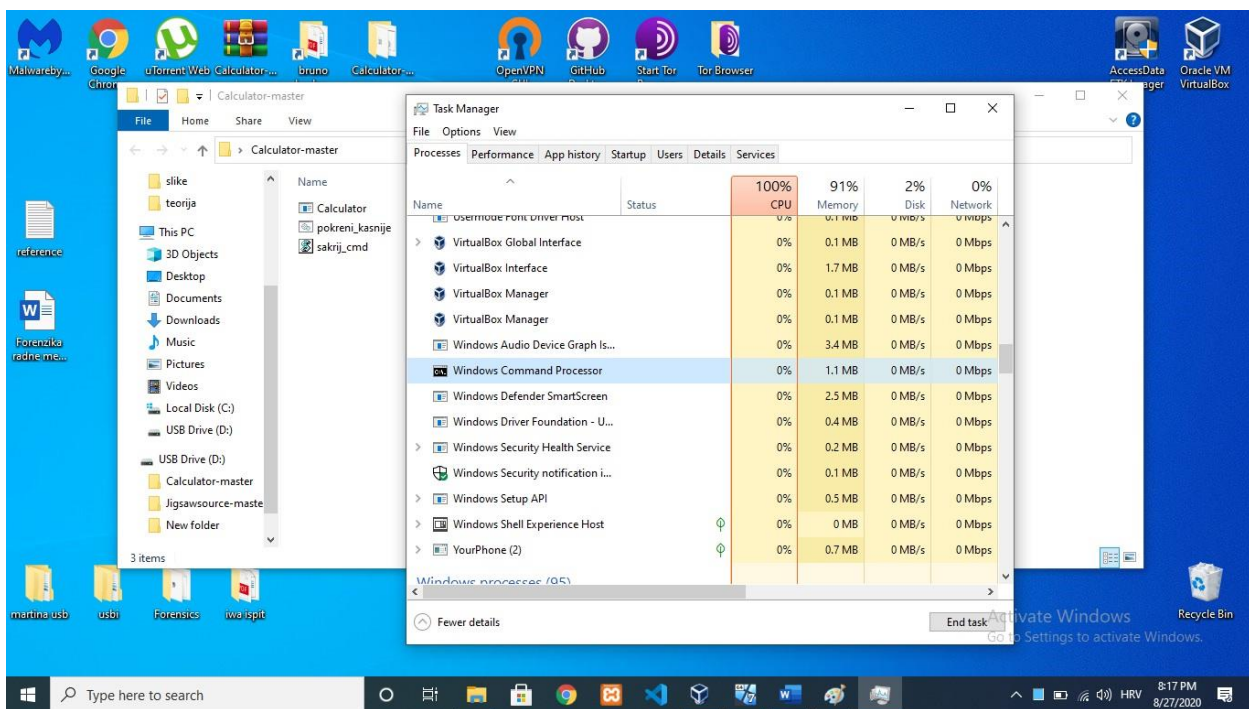 Malwareby...
Google
Chron
uTorrent Web
Calculator-...
bruno
Calculator-...
OpenVPN
GitHub
Start Tor
Tor Browser
AccessData
Oracle VM
VirtualBox
Calculator-master
File Home Share View
Calculator-master
slike
teorija
This PC
3D Objects
Desktop
Documents
Downloads
Music
Pictures
Videos
Local Disk (C:)
USB Drive (D:)
USB Drive (D:)
Calculator-master
Jigsawsource-maste
New folder
3 items
Name
Calculator
pokreni_kasnije
sakrij_cmd
Task Manager
File Options View
Processes Performance App history Startup Users Details Services
100% 91% 2% 0%
Name Status CPU Memory Disk Network
Usermode Font Driver Host 0% 0.1 MB 0 MB/s 0 Mbps
VirtualBox Global Interface 0% 0.1 MB 0 MB/s 0 Mbps
VirtualBox Interface 0% 1.7 MB 0 MB/s 0 Mbps
VirtualBox Manager 0% 0.1 MB 0 MB/s 0 Mbps
VirtualBox Manager 0% 0.1 MB 0 MB/s 0 Mbps
Windows Audio Device Graph Is... 0% 3.4 MB 0 MB/s 0 Mbps
Windows Command Processor 0% 1.1 MB 0 MB/s 0 Mbps
Windows Defender SmartScreen 0% 2.5 MB 0 MB/s 0 Mbps
Windows Driver Foundation - U... 0% 0.4 MB 0 MB/s 0 Mbps
Windows Security Health Service 0% 0.2 MB 0 MB/s 0 Mbps
Windows Security notification i... 0% 0.1 MB 0 MB/s 0 Mbps
Windows Setup API 0% 0.5 MB 0 MB/s 0 Mbps
Windows Shell Experience Host 0% 0 MB 0 MB/s 0 Mbps
YourPhone (2) 0% 0.7 MB 0 MB/s 0 Mbps
Windows processes (95)
Fewer details
End task
reference
Forenzika
radne me...
martina usb
usbi
Forensics
iwa ispit
Recycle Bin
Activate Windows
Go to Settings to activate Windows.
Type here to search
HRV
8:17 PM
8/27/2020